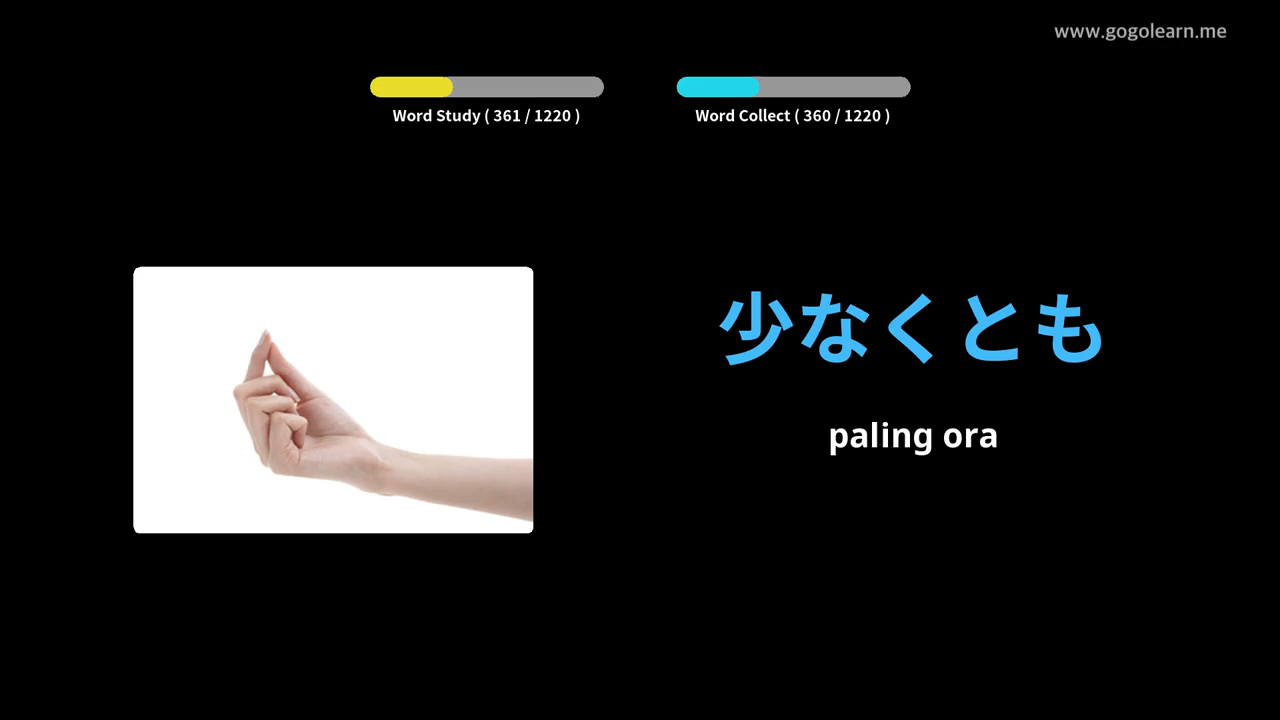 www.gogolearn.me
Word Study ( 361 / 1220 )
Word Collect ( 360 / 1220 )
少なくとも
paling ora